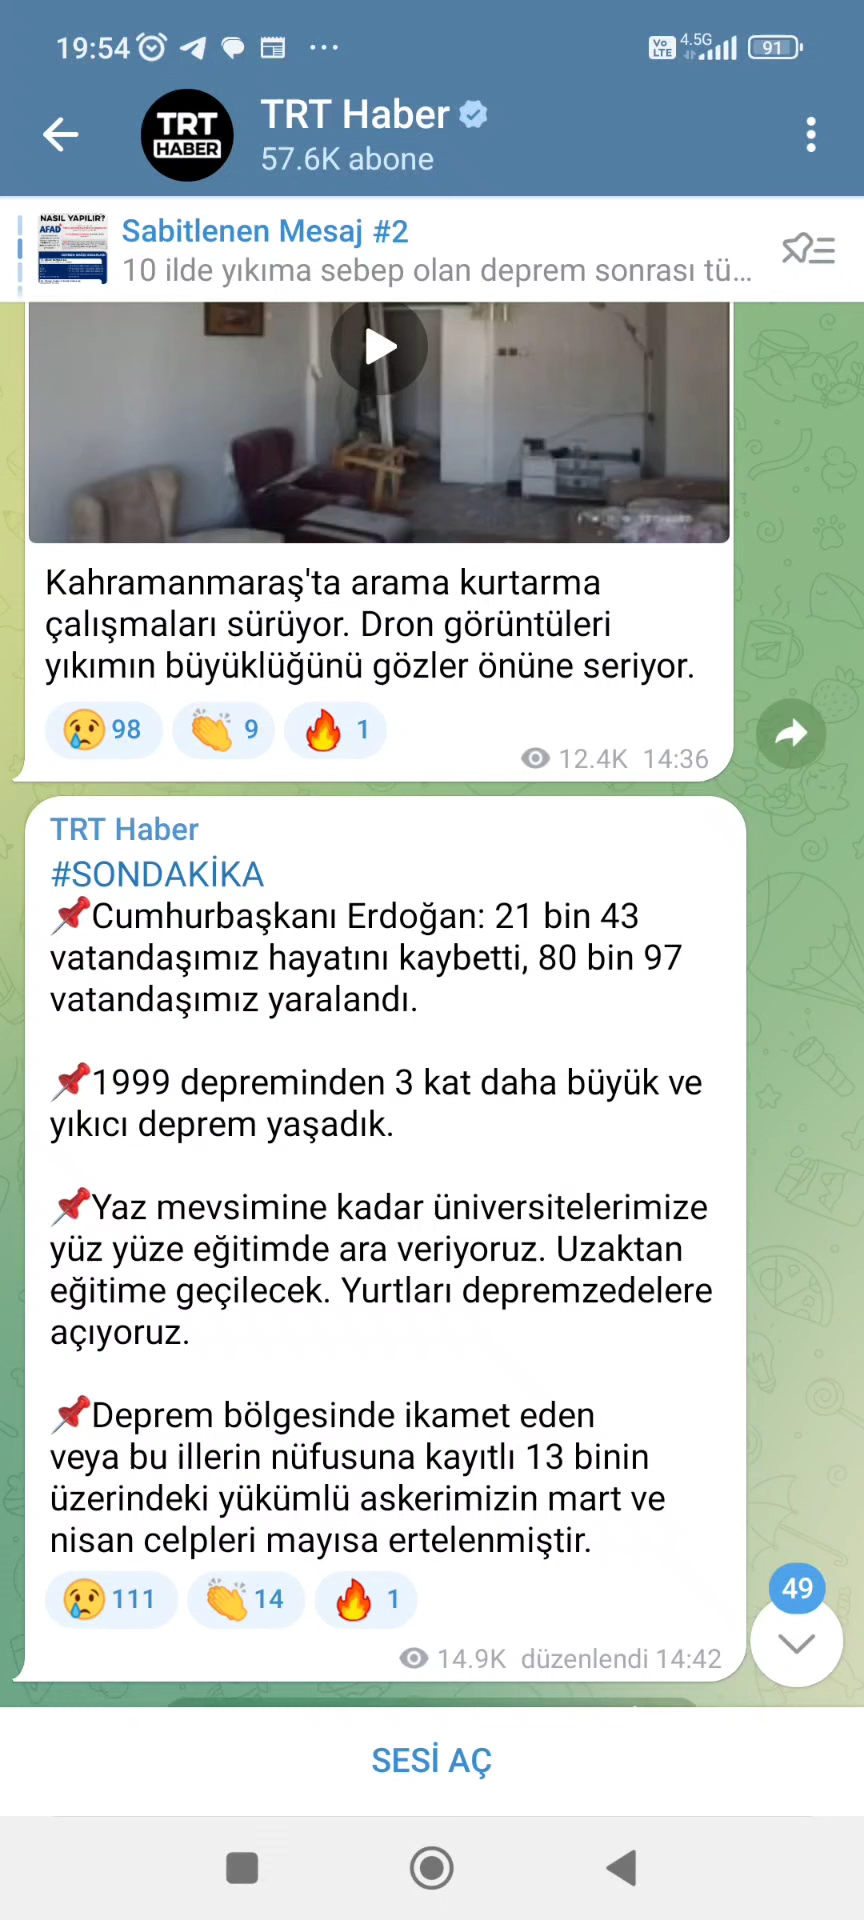 19:54
Vo LTE 4.5G 91
TRT HABER
TRT Haber
57.6K abone
NASIL YAPILIR?
AFAD
Sabitlenen Mesaj #2
10 ilde yıkıma sebep olan deprem sonrası tü...
Kahramanmaraş'ta arama kurtarma
çalışmaları sürüyor. Dron görüntüleri
yıkımın büyüklüğünü gözler önüne seriyor.
98 9 1
12.4K 14:36
TRT Haber
#SONDAKİKA
📌Cumhurbaşkanı Erdoğan: 21 bin 43
vatandaşımız hayatını kaybetti, 80 bin 97
vatandaşımız yaralandı.
📌1999 depreminden 3 kat daha büyük ve
yıkıcı deprem yaşadık.
📌Yaz mevsimine kadar üniversitelerimize
yüz yüze eğitimde ara veriyoruz. Uzaktan
eğitime geçilecek. Yurtları depremzedelere
açıyoruz.
📌Deprem bölgesinde ikamet eden
veya bu illerin nüfusuna kayıtlı 13 binin
üzerindeki yükümlü askerimizin mart ve
nisan celpleri mayısa ertelenmiştir.
111 14 1
49
14.9K düzenlendi 14:42
SESİ AÇ